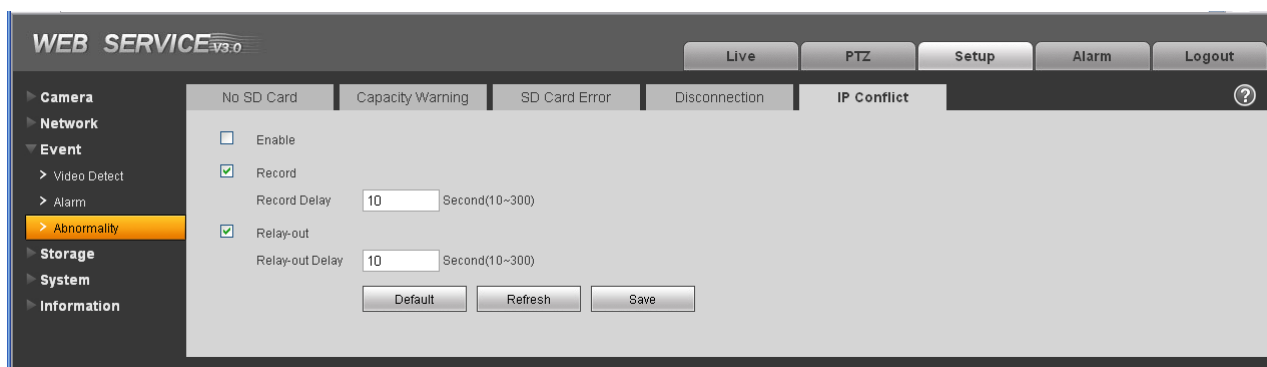 WEB SERVICE V3.0
Live PTZ Setup Alarm Logout
Camera
Network
Event
> Video Detect
> Alarm
> Abnormality
Storage
System
Information
No SD Card Capacity Warning SD Card Error Disconnection IP Conflict ?
Enable
Record
Record Delay 10 Second(10~300)
Relay-out
Relay-out Delay 10 Second(10~300)
Default Refresh Save